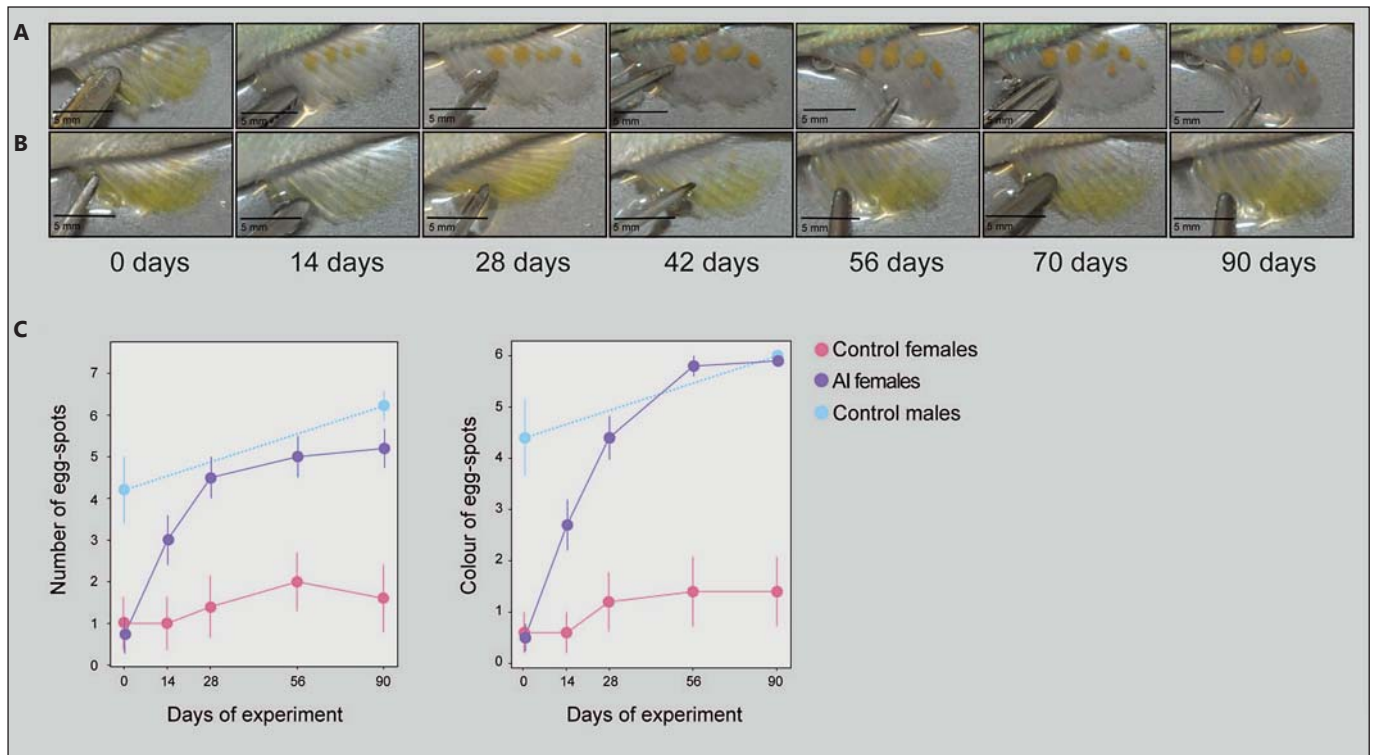 A
5 mm 5 mm 5 mm 5 mm 5 mm 5 mm 5 mm
B
5 mm 5 mm 5 mm 5 mm 5 mm 5 mm 5 mm
0 days 14 days 28 days 42 days 56 days 70 days 90 days
C
Number of egg-spots
7
6
5
4
3
2
1
0
0 14 28 56 90
Days of experiment
Colour of egg-spots
6
5
4
3
2
1
0
0 14 28 56 90
Days of experiment
Control females
AI females
Control males